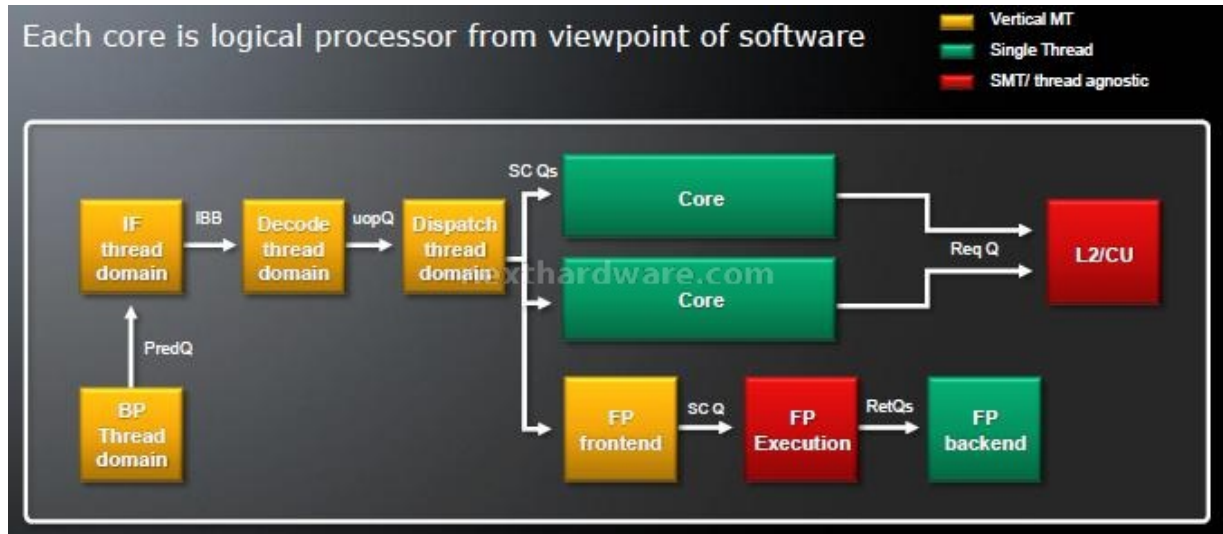 Each core is logical processor from viewpoint of software
Vertical MT
Single Thread
SMT/ thread agnostic
SC Qs
Core
IF
thread
domain
IBB
Decode
thread
domain
uopQ
Dispatch
thread
domain
nexthardware.com
Core
Req Q
L2/CU
PredQ
BP
Thread
domain
FP
frontend
SC Q
FP
Execution
RetQs
FP
backend